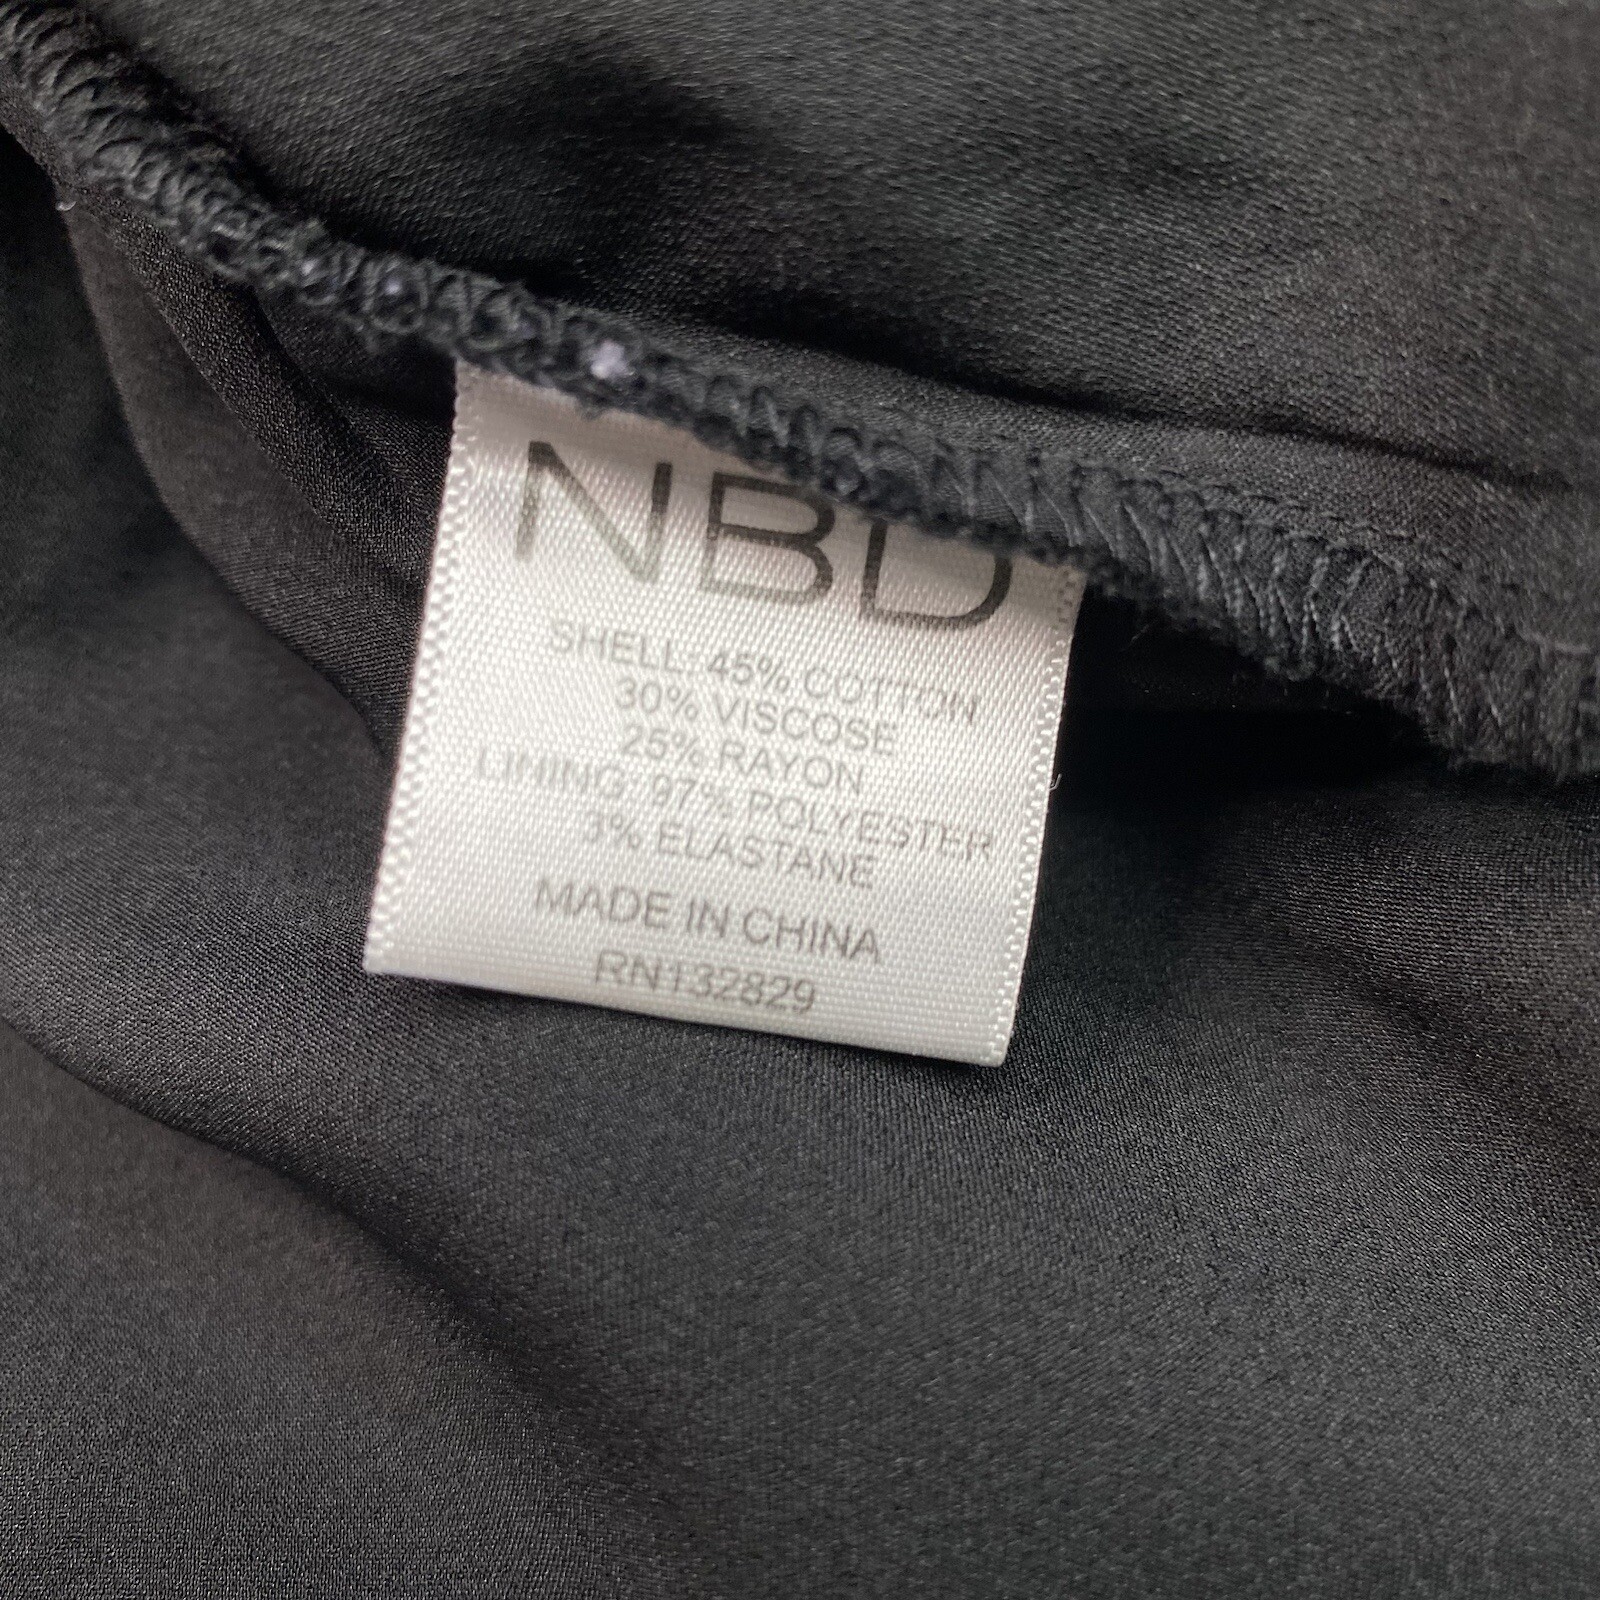 NBD
SHELL: 45% COTTON
30% VISCOSE
25% RAYON
LINING: 97% POLYESTER
3% ELASTANE
MADE IN CHINA
RN132829